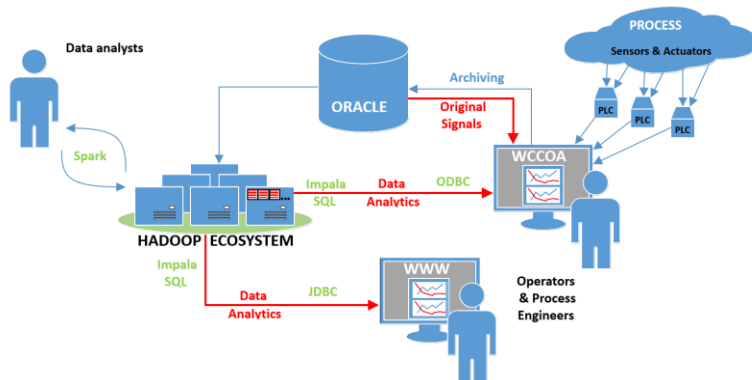 PROCESS
Sensors & Actuators
Data analysts
Archiving
ORACLE
Original
Signals
PLC
PLC
PLC
WCCOA
Spark
Impala
SQL
Data
Analytics
ODBC
...
HADOOP ECOSYSTEM
Impala
SQL
WWW
Data
Analytics
JDBC
Operators
& Process
Engineers